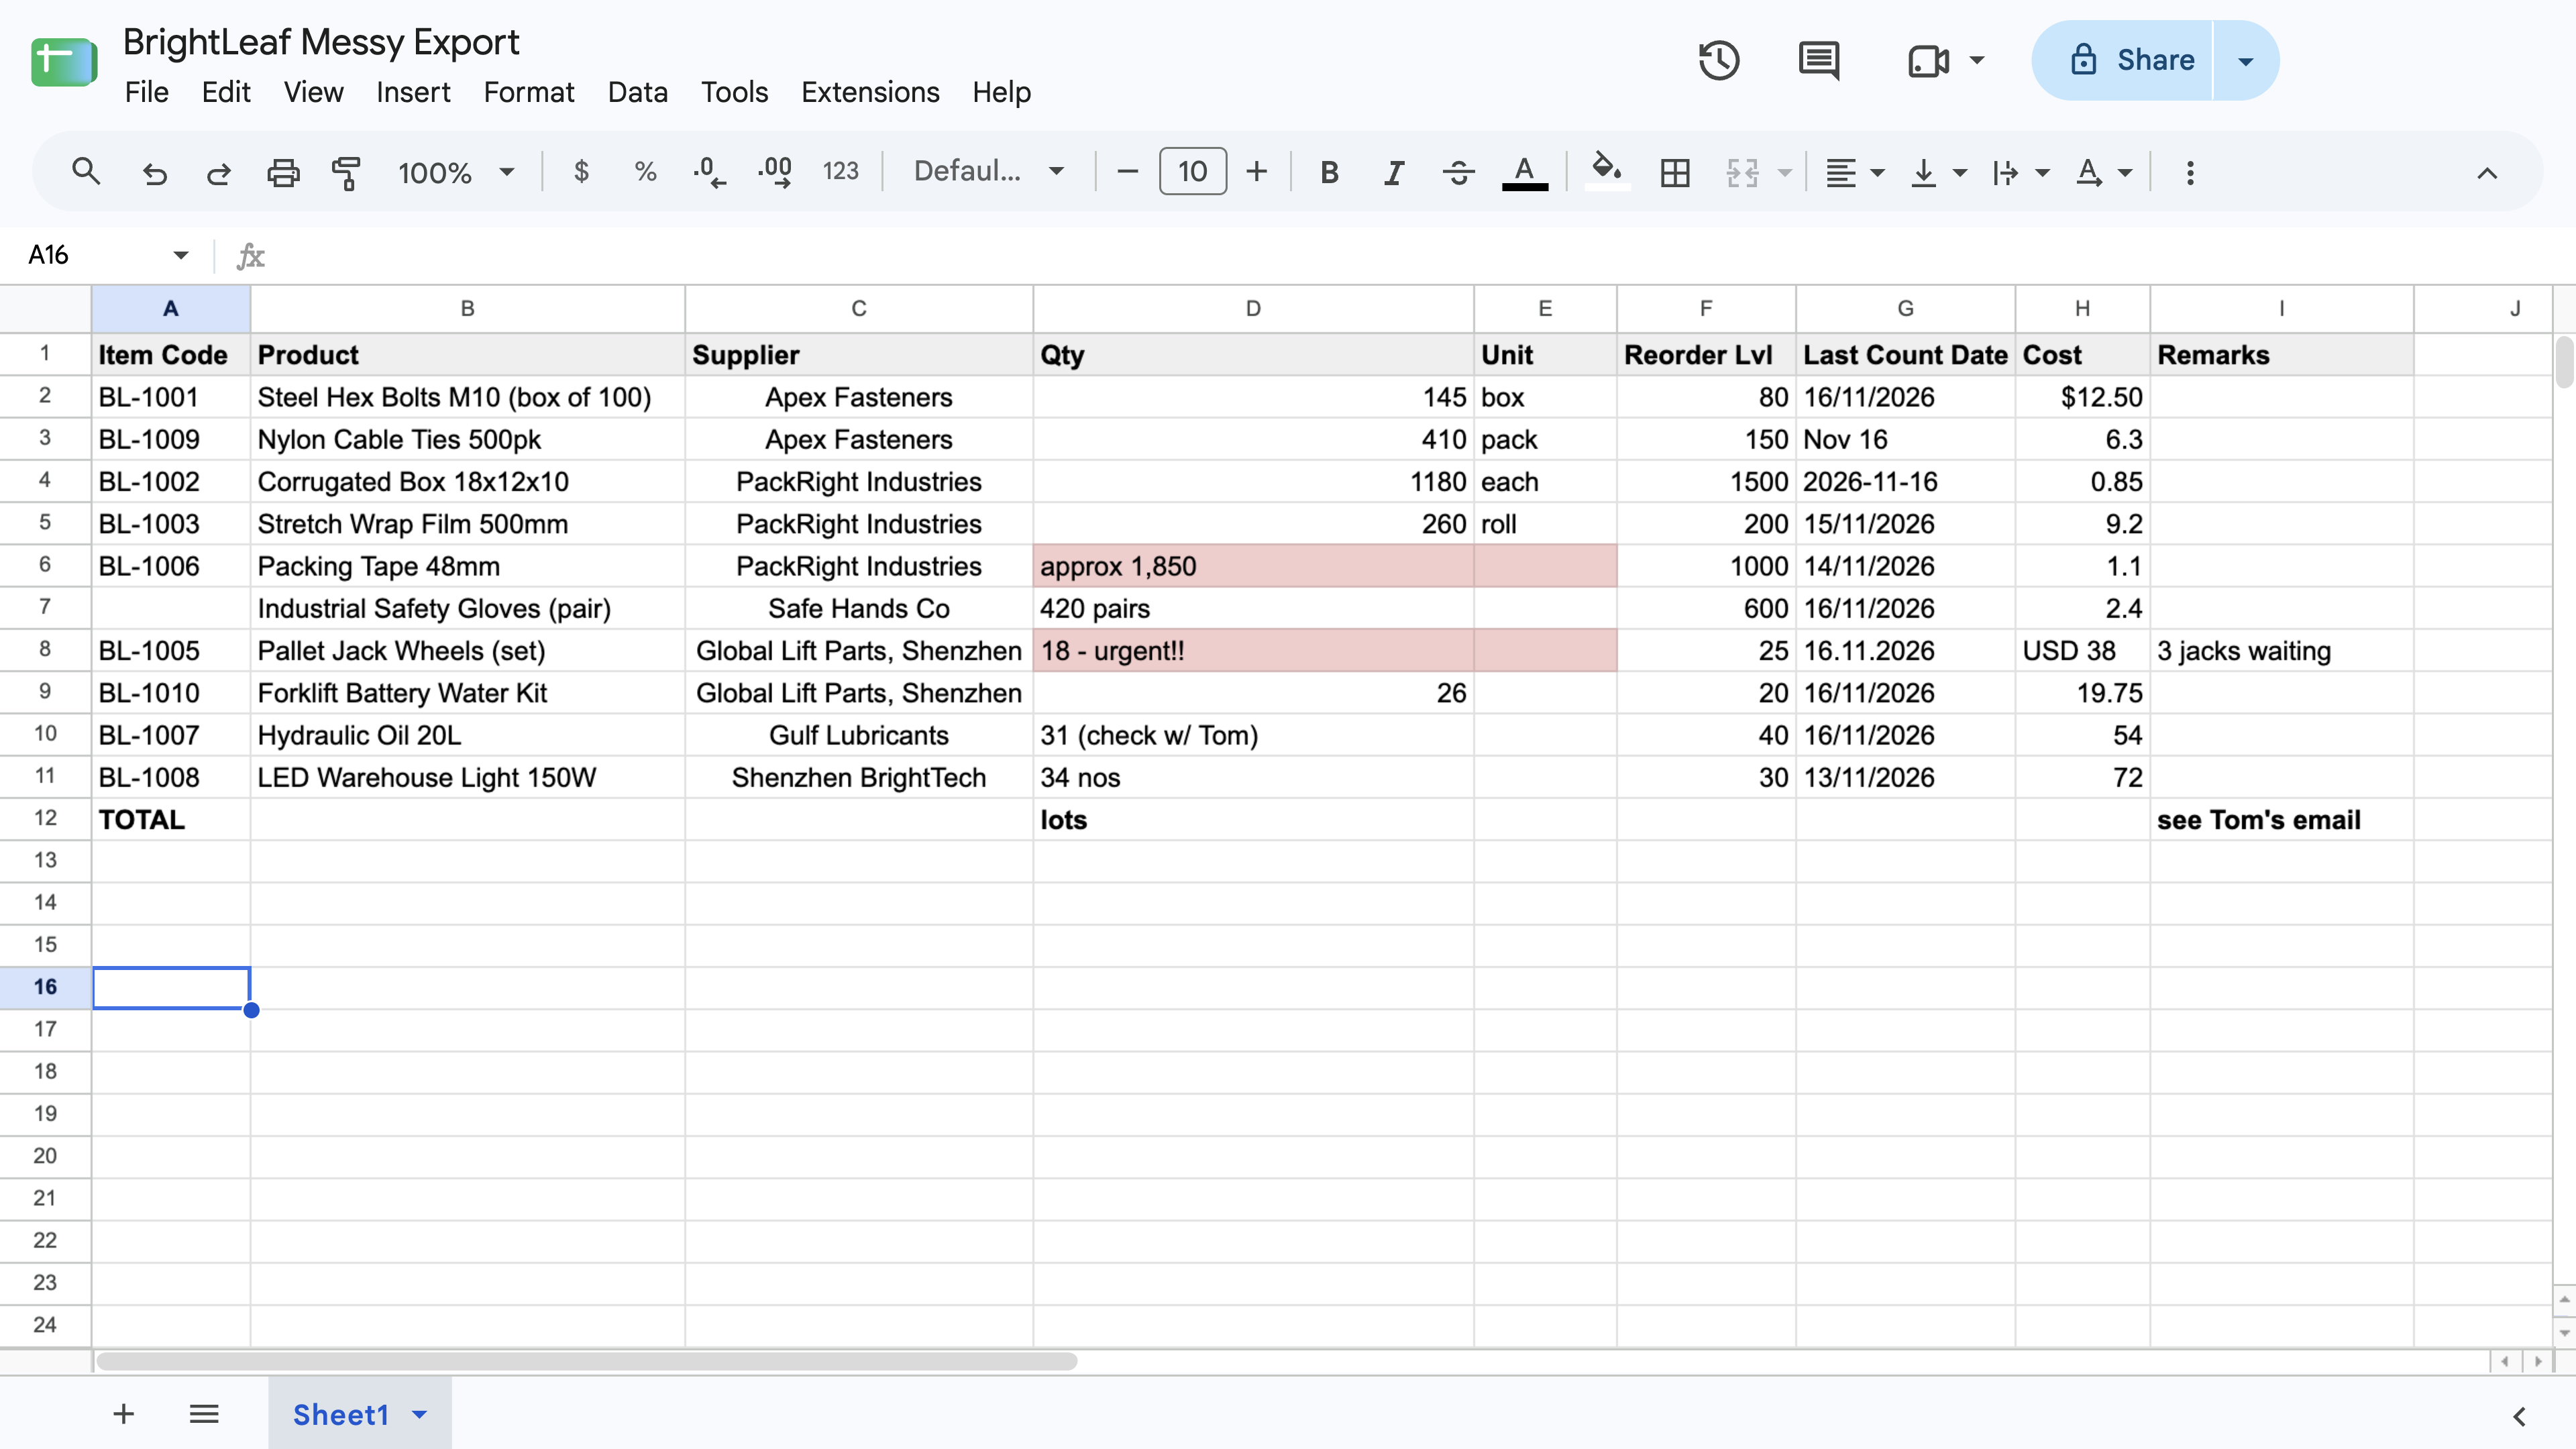 BrightLeaf Messy Export
File Edit View Insert Format Data Tools Extensions Help
Share
100% $ % .0 .00 123 Defaul... 10 B I A A
A16 fx
A B C D E F G H I J
1 Item Code Product Supplier Qty Unit Reorder Lvl Last Count Date Cost Remarks
2 BL-1001 Steel Hex Bolts M10 (box of 100) Apex Fasteners 145 box 80 16/11/2026 $12.50
3 BL-1009 Nylon Cable Ties 500pk Apex Fasteners 410 pack 150 Nov 16 6.3
4 BL-1002 Corrugated Box 18x12x10 PackRight Industries 1180 each 1500 2026-11-16 0.85
5 BL-1003 Stretch Wrap Film 500mm PackRight Industries 260 roll 200 15/11/2026 9.2
6 BL-1006 Packing Tape 48mm PackRight Industries approx 1,850 1000 14/11/2026 1.1
7 Industrial Safety Gloves (pair) Safe Hands Co 420 pairs 600 16/11/2026 2.4
8 BL-1005 Pallet Jack Wheels (set) Global Lift Parts, Shenzhen 18 - urgent!! 25 16.11.2026 USD 38 3 jacks waiting
9 BL-1010 Forklift Battery Water Kit Global Lift Parts, Shenzhen 26 20 16/11/2026 19.75
10 BL-1007 Hydraulic Oil 20L Gulf Lubricants 31 (check w/ Tom) 40 16/11/2026 54
11 BL-1008 LED Warehouse Light 150W Shenzhen BrightTech 34 nos 30 13/11/2026 72
12 TOTAL lots see Tom's email
13
14
15
16
17
18
19
20
21
22
23
24
Sheet1